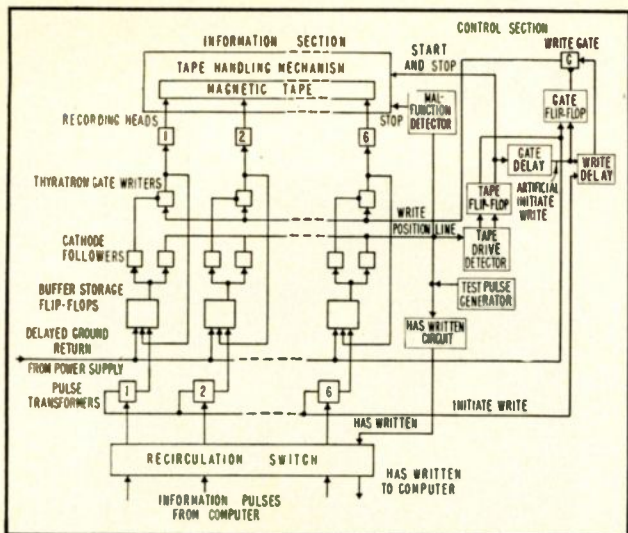 INFORMATION SECTION
CONTROL SECTION
TAPE HANDLING MECHANISM
START
AND STOP
WRITE GATE
G
MAGNETIC TAPE
RECORDING HEADS
1
2
6
STOP
MAL-
FUNCTION
DETECTOR
GATE
FLIP-FLOP
GATE
DELAY
WRITE
DELAY
THYRATRON GATE WRITERS
ARTIFICIAL
INITIATE
WRITE
TAPE
FLIP-FLOP
WRITE
POSITION LINE
CATHODE
FOLLOWERS
TAPE
DRIVE
DETECTOR
BUFFER STORAGE
FLIP-FLOPS
TEST PULSE
GENERATOR
DELAYED GROUND
RETURN
HAS WRITTEN
CIRCUIT
FROM POWER SUPPLY
PULSE
TRANSFORMERS
1
2
6
INITIATE WRITE
HAS WRITTEN
RECIRCULATION SWITCH
HAS WRITTEN
TO COMPUTER
INFORMATION PULSES
FROM COMPUTER